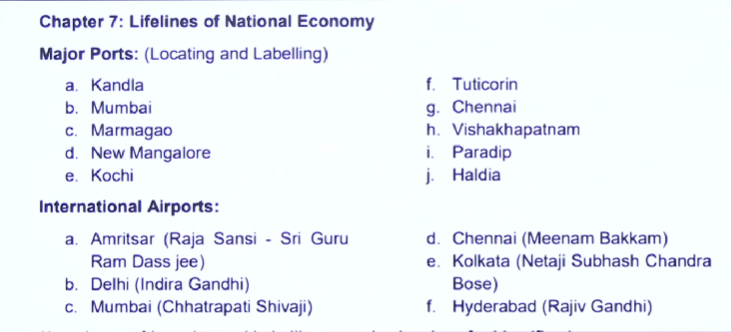 Chapter 7: Lifelines of National Economy
Major Ports: (Locating and Labelling)
a. Kandla
b. Mumbai
c. Marmagao
d. New Mangalore
e. Kochi
f. Tuticorin
g. Chennai
h. Vishakhapatnam
i. Paradip
j. Haldia
International Airports:
a. Amritsar (Raja Sansi - Sri Guru
Ram Dass jee)
b. Delhi (Indira Gandhi)
c. Mumbai (Chhatrapati Shivaji)
d. Chennai (Meenam Bakkam)
e. Kolkata (Netaji Subhash Chandra
Bose)
f. Hyderabad (Rajiv Gandhi)